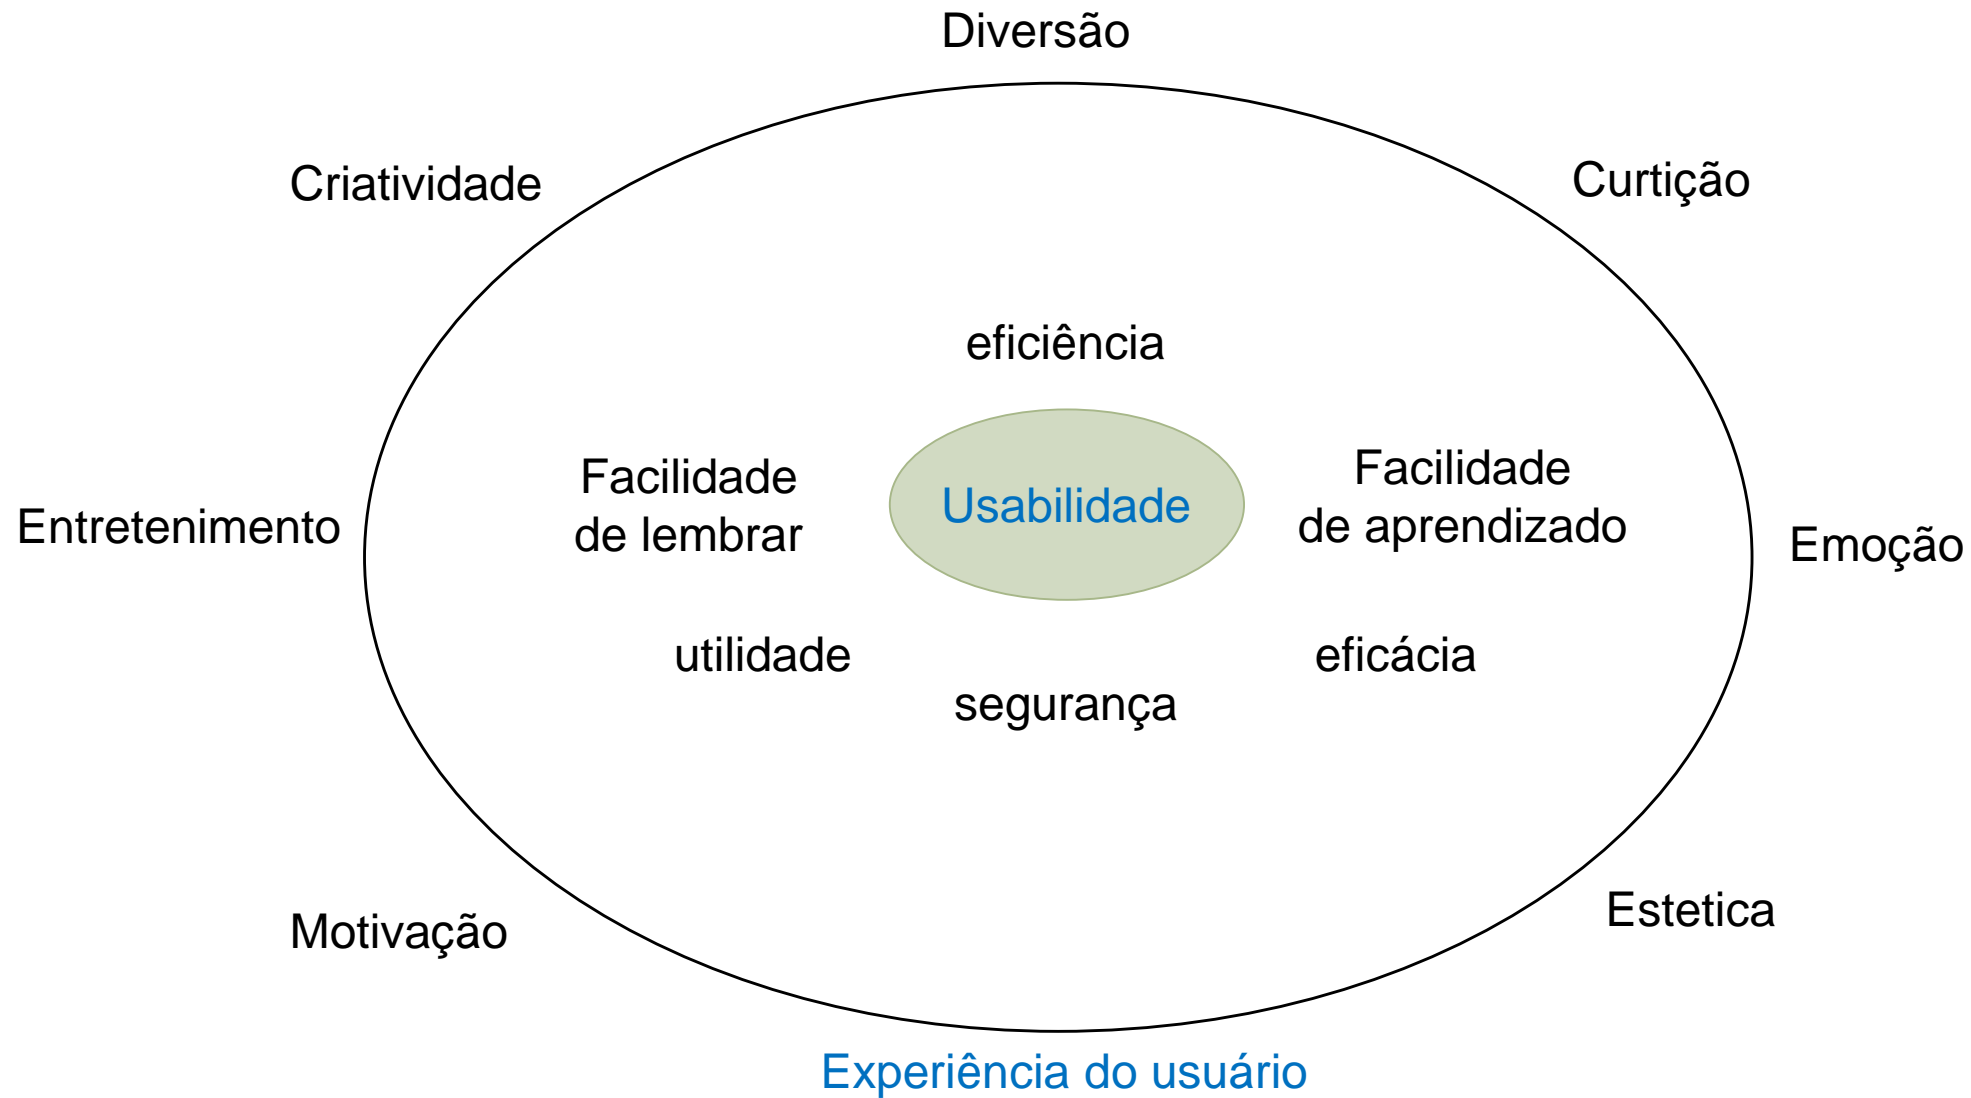 Diversão
Criatividade
Curtição
eficiência
Facilidade
de lembrar
Usabilidade
Facilidade
de aprendizado
Entretenimento
Emoção
utilidade
segurança
eficácia
Motivação
Estetica
Experiência do usuário